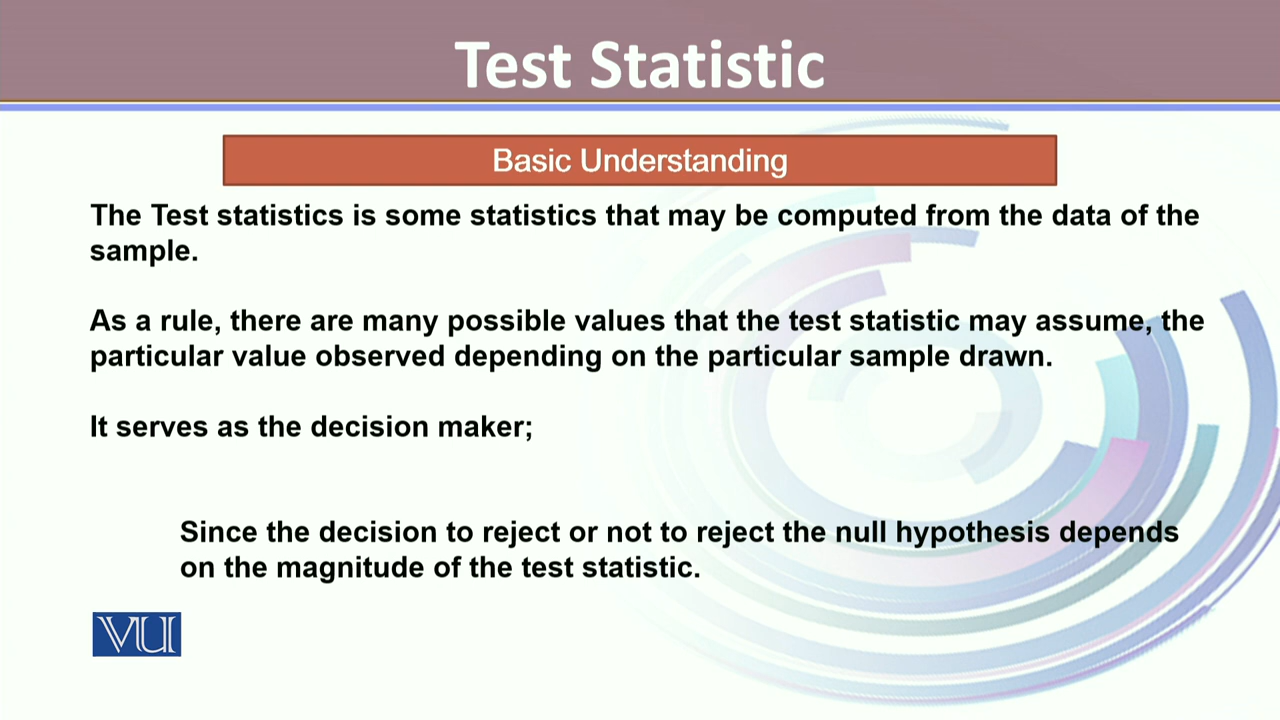 Test Statistic
Basic Understanding
The Test statistics is some statistics that may be computed from the data of the
sample.
As a rule, there are many possible values that the test statistic may assume, the
particular value observed depending on the particular sample drawn.
It serves as the decision maker;
Since the decision to reject or not to reject the null hypothesis depends
on the magnitude of the test statistic.
VU